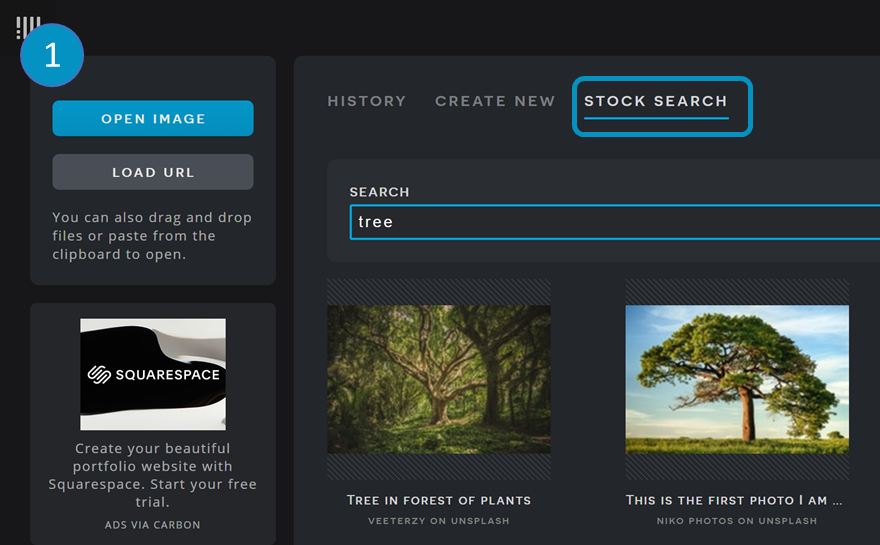 1
OPEN IMAGE
LOAD URL
You can also drag and drop
files or paste from the
clipboard to open.
SQUARESPACE
Create your beautiful
portfolio website with
Squarespace. Start your free
trial.
ADS VIA CARBON
HISTORY CREATE NEW STOCK SEARCH
SEARCH
tree
TREE IN FOREST OF PLANTS
VEETERZY ON UNSPLASH
THIS IS THE FIRST PHOTO I AM ...
NIKO PHOTOS ON UNSPLASH